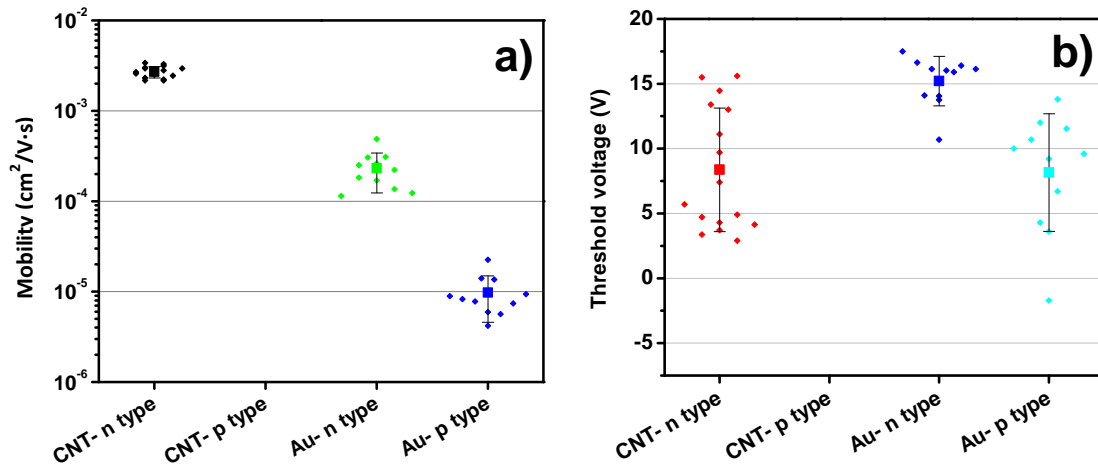 a)
Mobility (cm²/V·s)
10⁻²
10⁻³
10⁻⁴
10⁻⁵
10⁻⁶
CNT- n type
CNT- p type
Au- n type
Au- p type
b)
Threshold voltage (V)
20
15
10
5
0
-5
CNT- n type
CNT- p type
Au- n type
Au- p type